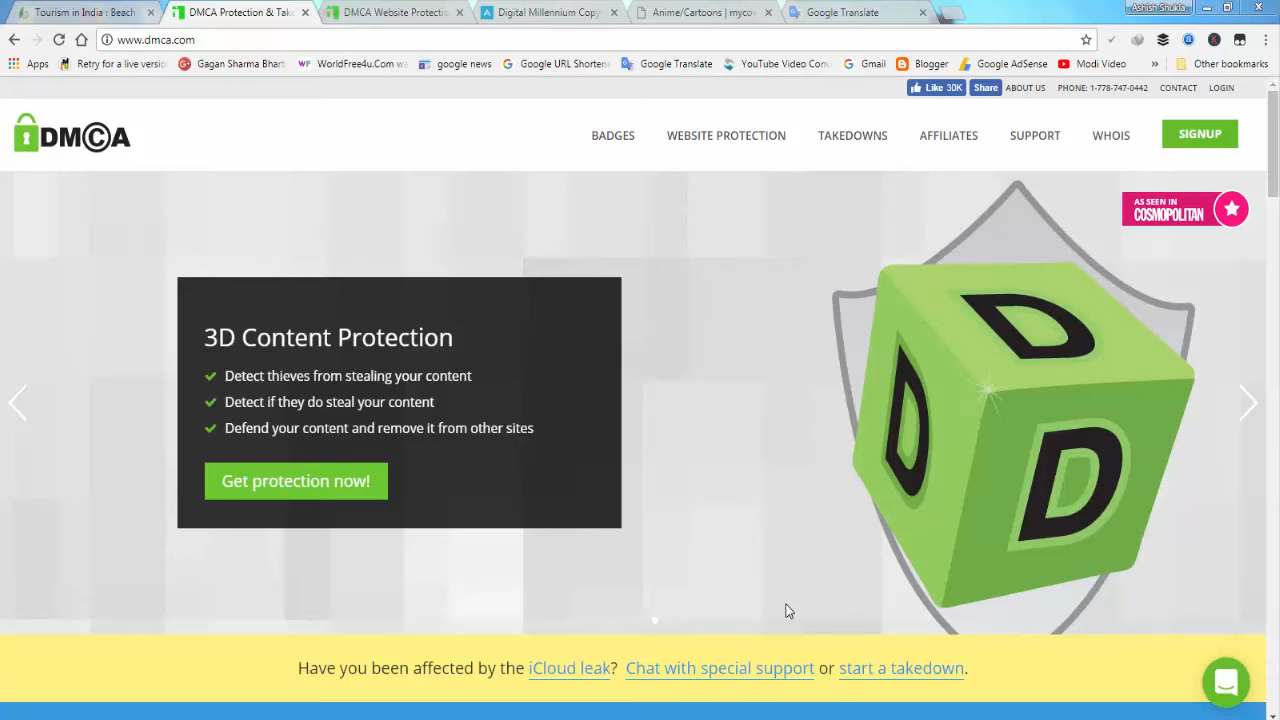 Tourism in India : Beach
DMCA Protection & Take
DMCA Website Protectio
Digital Millennium Copy
Anime/Cartoons | myco
Google Translate
Ashish Shukla
www.dmca.com
Apps
Retry for a live versio
Gagan Sharma Bharti
WorldFree4u.Com w
google news
Google URL Shortene
Google Translate
YouTube Video Con
Gmail
Blogger
Google AdSense
Modi Video
»
Other bookmarks
Like 30K
Share
ABOUT US
PHONE: 1-778-747-0442
CONTACT
LOGIN
DMCA
BADGES
WEBSITE PROTECTION
TAKEDOWNS
AFFILIATES
SUPPORT
WHOIS
SIGNUP
AS SEEN IN
COSMOPOLITAN
3D Content Protection
Detect thieves from stealing your content
Detect if they do steal your content
Defend your content and remove it from other sites
Get protection now!
D
D
D
Have you been affected by the iCloud leak? Chat with special support or start a takedown.